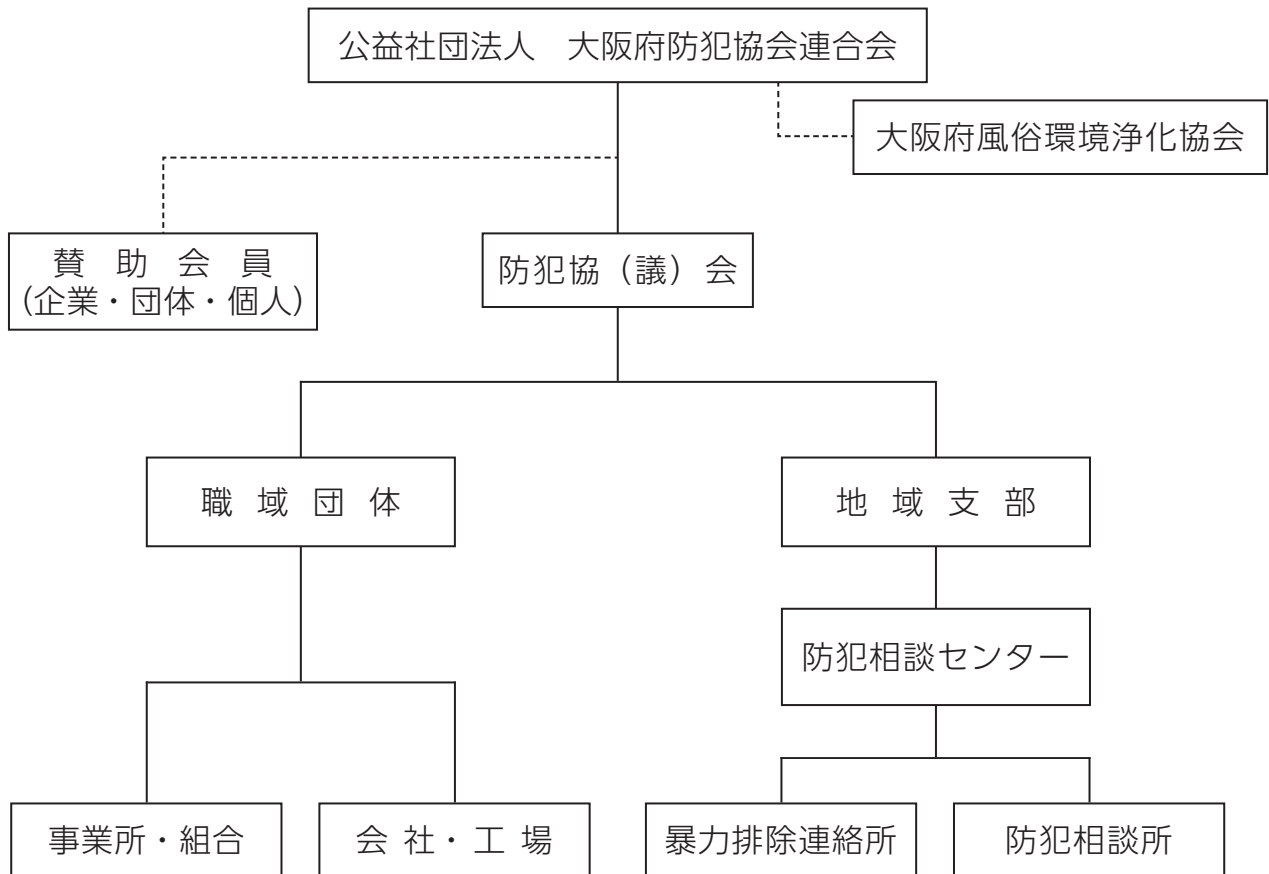 公益社団法人　大阪府防犯協会連合会
大阪府風俗環境浄化協会
賛　助　会　員
(企業・団体・個人)
防犯協（議）会
職　域　団　体
地　域　支　部
防犯相談センター
事業所・組合
会 社・工 場
暴力排除連絡所
防犯相談所